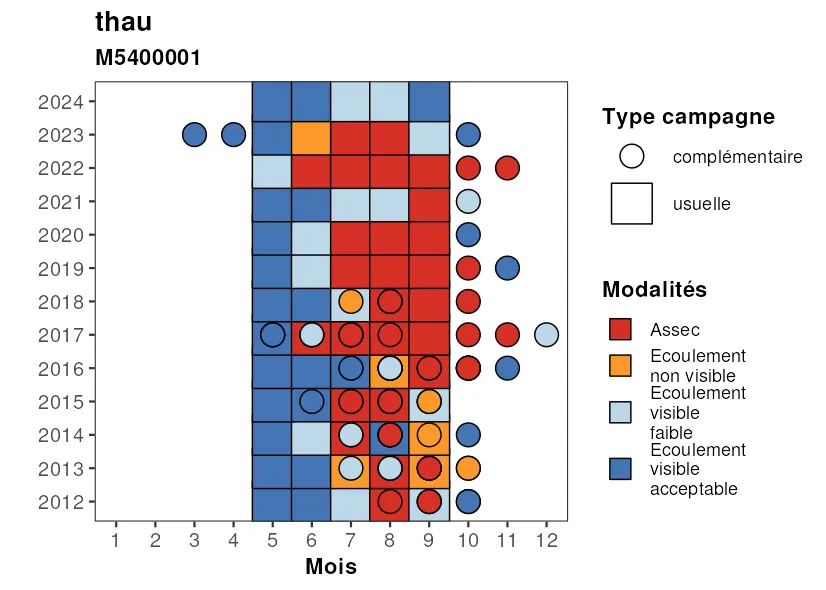 thau
M5400001
2024
2023
2022
2021
2020
2019
2018
2017
2016
2015
2014
2013
2012
1 2 3 4 5 6 7 8 9 10 11 12
Mois
Type campagne
complémentaire
usuelle
Modalités
Assec
Ecoulement
non visible
Ecoulement
visible
faible
Ecoulement
visible
acceptable